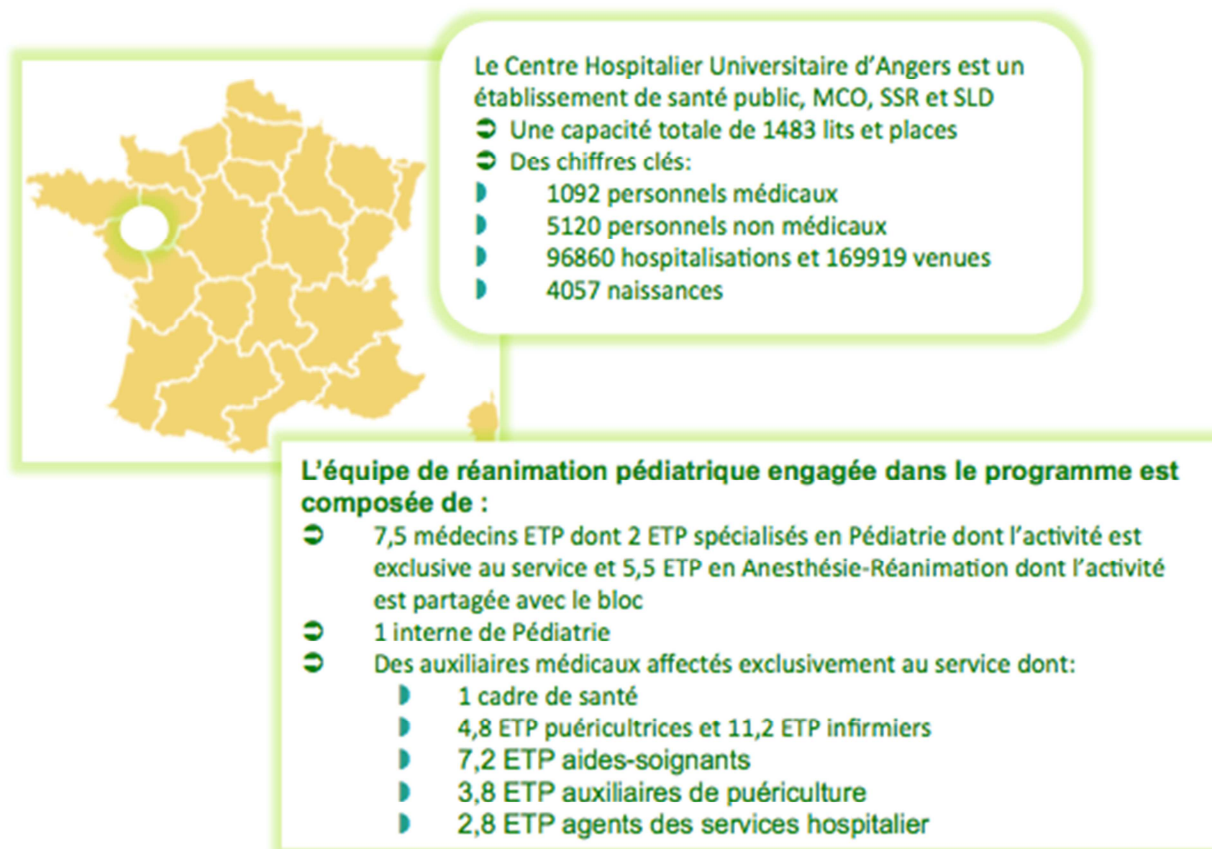 Le Centre Hospitalier Universitaire d'Angers est un
établissement de santé public, MCO, SSR et SLD
➲ Une capacité totale de 1483 lits et places
➲ Des chiffres clés:
◗ 1092 personnels médicaux
◗ 5120 personnels non médicaux
◗ 96860 hospitalisations et 169919 venues
◗ 4057 naissances
L'équipe de réanimation pédiatrique engagée dans le programme est
composée de :
➲ 7,5 médecins ETP dont 2 ETP spécialisés en Pédiatrie dont l'activité est
exclusive au service et 5,5 ETP en Anesthésie-Réanimation dont l'activité
est partagée avec le bloc
➲ 1 interne de Pédiatrie
➲ Des auxiliaires médicaux affectés exclusivement au service dont:
◗ 1 cadre de santé
◗ 4,8 ETP puéricultrices et 11,2 ETP infirmiers
◗ 7,2 ETP aides-soignants
◗ 3,8 ETP auxiliaires de puériculture
◗ 2,8 ETP agents des services hospitalier